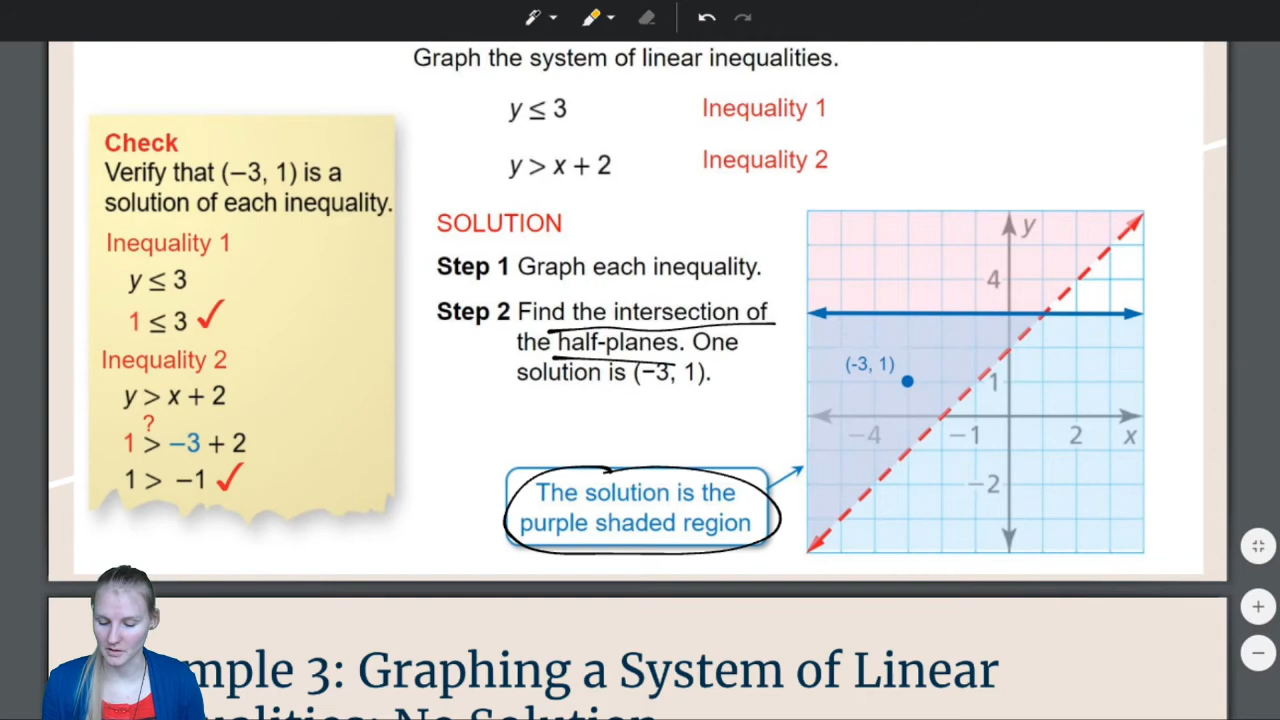 Graph the system of linear inequalities.
y ≤ 3 Inequality 1
y > x + 2 Inequality 2
Check
Verify that (−3, 1) is a
solution of each inequality.
Inequality 1
y ≤ 3
1 ≤ 3 ✓
Inequality 2
y > x + 2
?
1 > −3 + 2
1 > −1 ✓
SOLUTION
Step 1 Graph each inequality.
Step 2 Find the intersection of
the half-planes. One
solution is (−3, 1).
The solution is the
purple shaded region
y
4
(-3, 1)
1
−4 −1 2 x
−2
mple 3: Graphing a System of Linear
qualities: No Solution